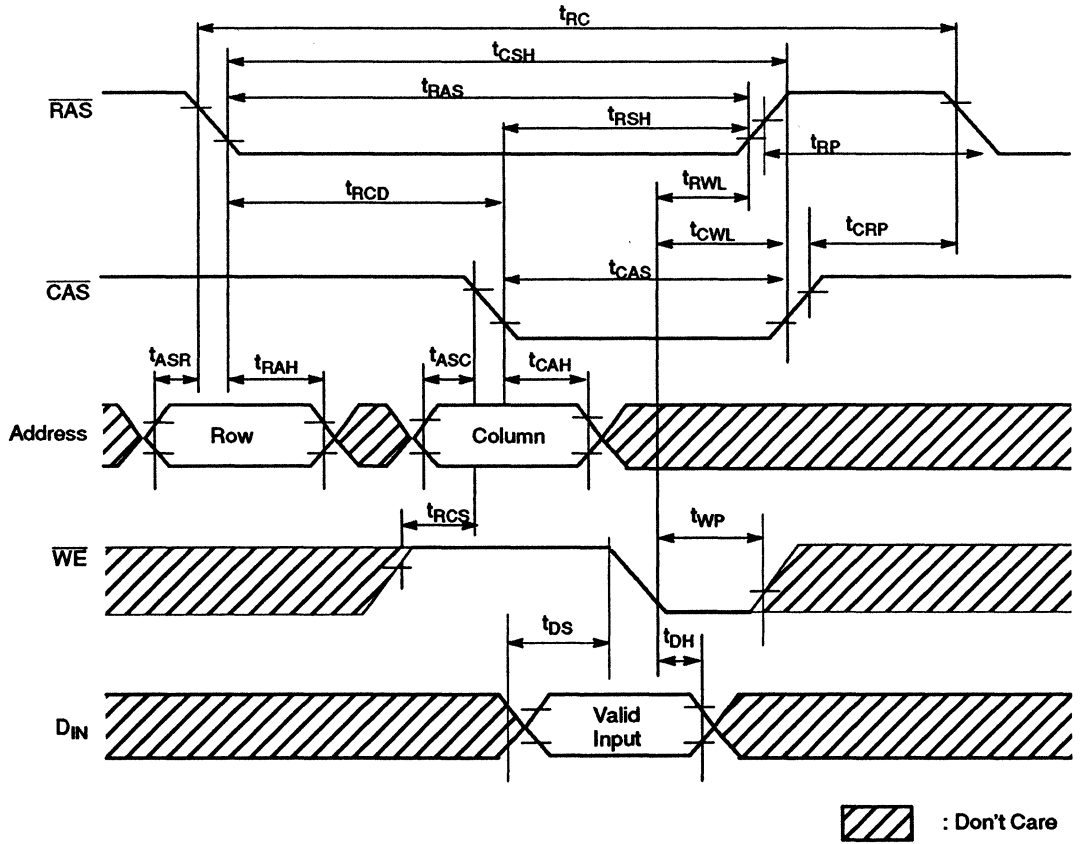 tRC
tCSH
RAS
tRAS
tRSH
tRP
tRWL
tRCD
tCWL
tCRP
CAS
tCAS
tASR
tRAH
tASC
tCAH
Address
Row
Column
tRCS
tWP
WE
tDS
tDH
DIN
Valid
Input
: Don't Care